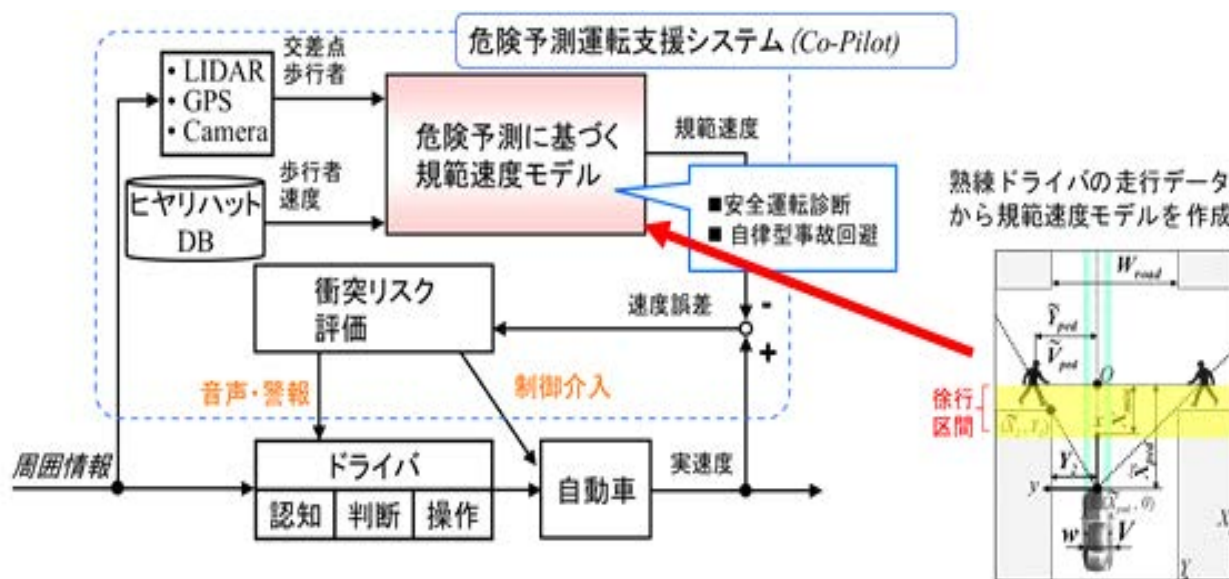 危険予測運転支援システム (Co-Pilot)
• LIDAR
• GPS
• Camera
交差点
歩行者
危険予測に基づく
規範速度モデル
規範速度
ヒヤリハット
DB
歩行者
速度
■安全運転診断
■ 自律型事故回避
熟練ドライバの走行データ
から規範速度モデルを作成
衝突リスク
評価
速度誤差
-
+
音声・警報
制御介入
周囲情報
ドライバ
認知
判断
操作
自動車
実速度
W road
Ỹ ped
Ṽ ped
O
徐行
区間
x
Y
y
w
V